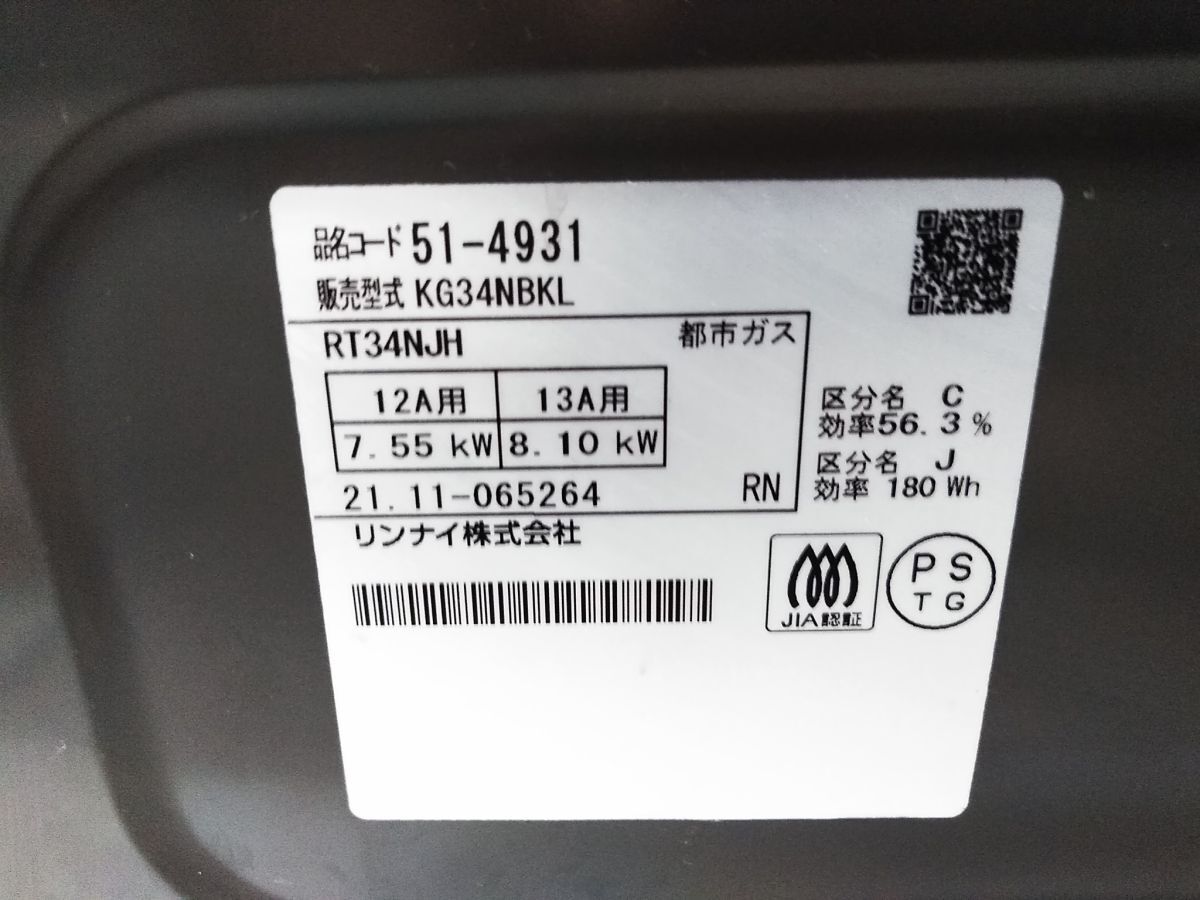 品名コード 51-4931
販売型式 KG34NBKL
RT34NJH 都市ガス
12A用 13A用
7.55 kW 8.10 kW
21.11-065264 RN
リンナイ株式会社
区分名 C
効率56.3%
区分名 J
効率 180 Wh
JIA認証
PS
TG